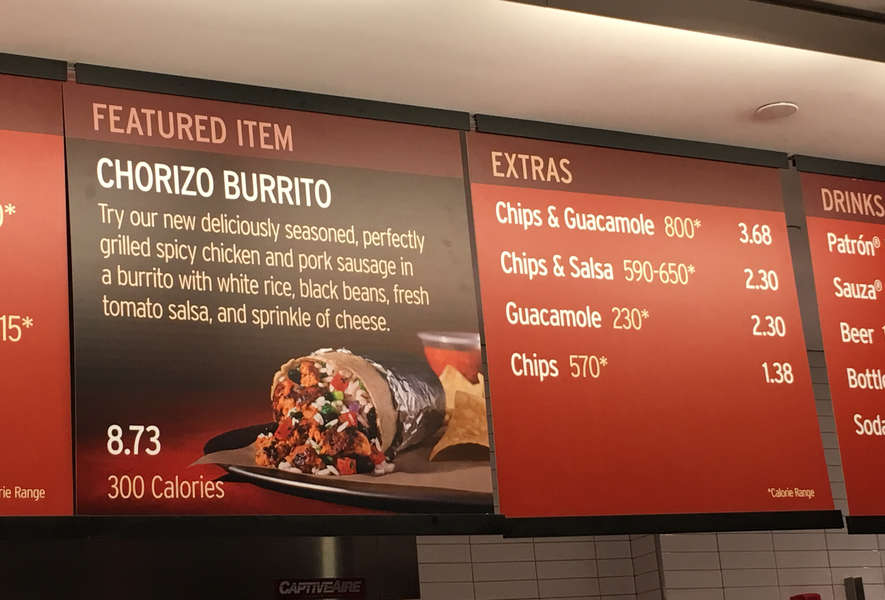 15*
FEATURED ITEM
CHORIZO BURRITO
Try our new deliciously seasoned, perfectly
grilled spicy chicken and pork sausage in
a burrito with white rice, black beans, fresh
tomato salsa, and sprinkle of cheese.
8.73
300 Calories
EXTRAS
Chips & Guacamole 800* 3.68
Chips & Salsa 590-650* 2.30
Guacamole 230* 2.30
Chips 570* 1.38
*Calorie Range
DRINKS
Patrón®
Sauza®
Beer
Range
CAPTIVEAIRE